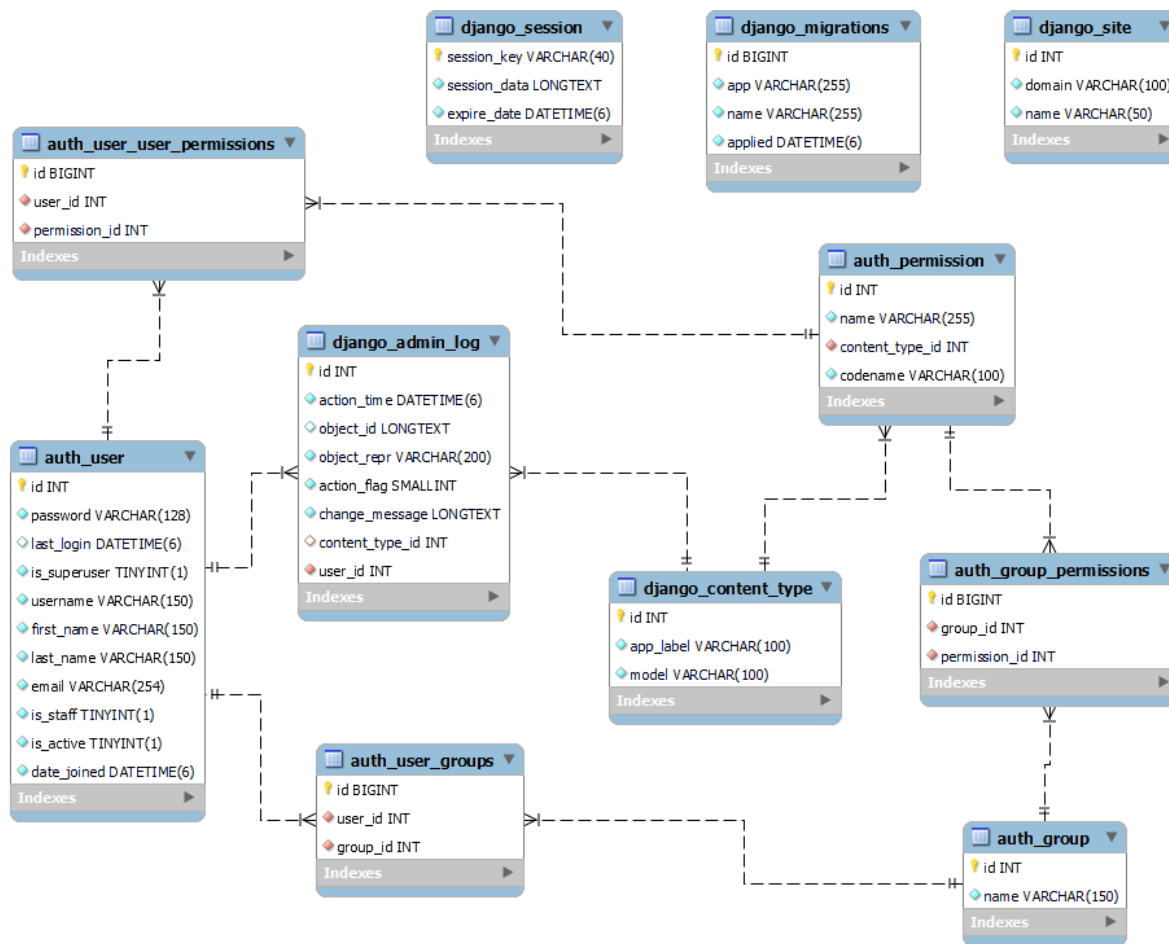 django_session
session_key VARCHAR(40)
session_data LONGTEXT
expire_date DATETIME(6)
Indexes
django_migrations
id BIGINT
app VARCHAR(255)
name VARCHAR(255)
applied DATETIME(6)
Indexes
django_site
id INT
domain VARCHAR(100)
name VARCHAR(50)
Indexes
auth_user_user_permissions
id BIGINT
user_id INT
permission_id INT
Indexes
auth_permission
id INT
name VARCHAR(255)
content_type_id INT
codename VARCHAR(100)
Indexes
django_admin_log
id INT
action_time DATETIME(6)
object_id LONGTEXT
object_repr VARCHAR(200)
action_flag SMALLINT
change_message LONGTEXT
content_type_id INT
user_id INT
Indexes
auth_user
id INT
password VARCHAR(128)
last_login DATETIME(6)
is_superuser TINYINT(1)
username VARCHAR(150)
first_name VARCHAR(150)
last_name VARCHAR(150)
email VARCHAR(254)
is_staff TINYINT(1)
is_active TINYINT(1)
date_joined DATETIME(6)
Indexes
django_content_type
id INT
app_label VARCHAR(100)
model VARCHAR(100)
Indexes
auth_group_permissions
id BIGINT
group_id INT
permission_id INT
Indexes
auth_user_groups
id BIGINT
user_id INT
group_id INT
Indexes
auth_group
id INT
name VARCHAR(150)
Indexes